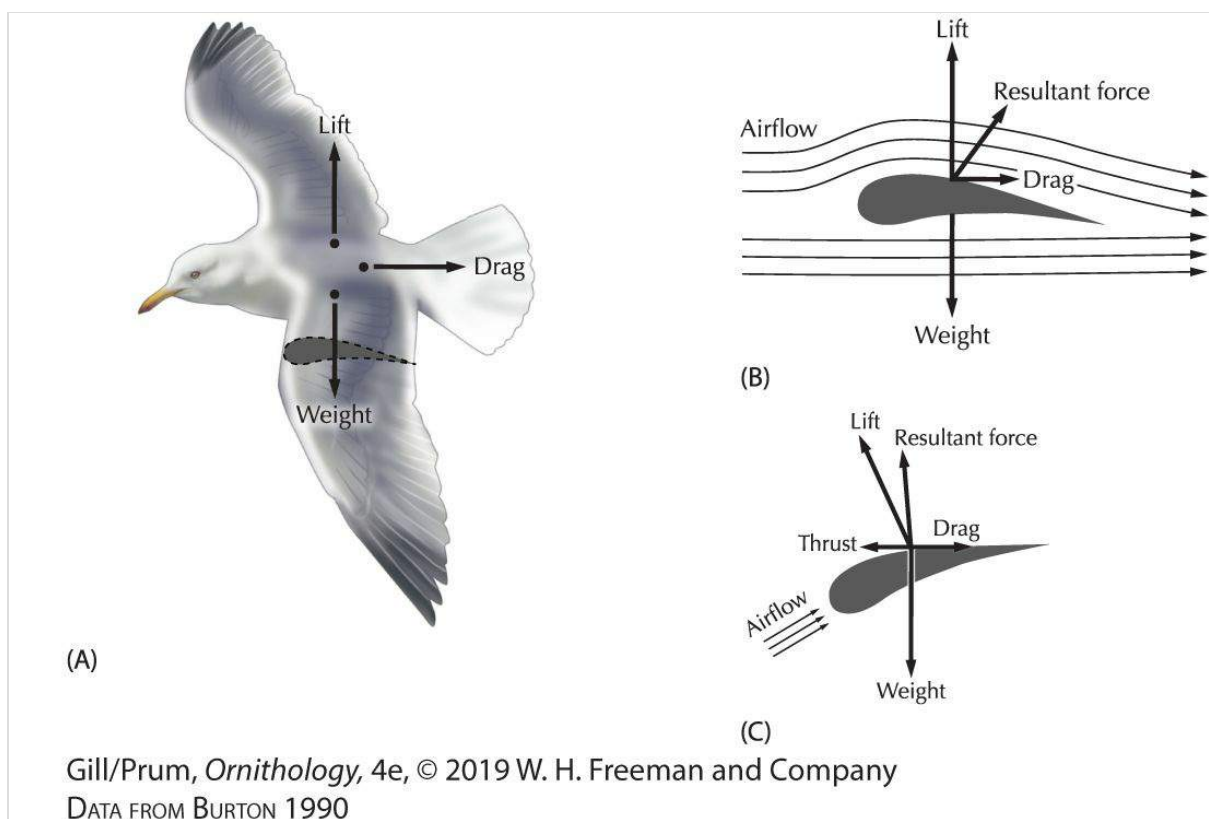 Lift
Drag
Weight
(A)
Lift
Resultant force
Airflow
Drag
Weight
(B)
Lift
Resultant force
Thrust
Drag
Airflow
Weight
(C)
Gill/Prum, Ornithology, 4e, © 2019 W. H. Freeman and Company
DATA FROM BURTON 1990